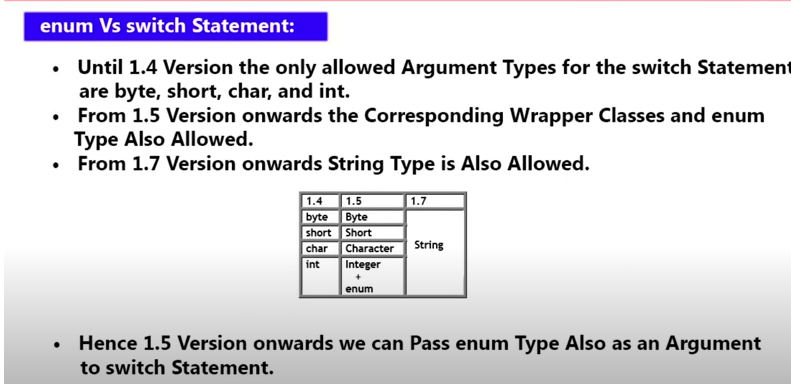 enum Vs switch Statement:
• Until 1.4 Version the only allowed Argument Types for the switch Statement
are byte, short, char, and int.
• From 1.5 Version onwards the Corresponding Wrapper Classes and enum
Type Also Allowed.
• From 1.7 Version onwards String Type is Also Allowed.
1.4 1.5 1.7
byte Byte
short Short
char Character String
int Integer
+
enum
• Hence 1.5 Version onwards we can Pass enum Type Also as an Argument
to switch Statement.